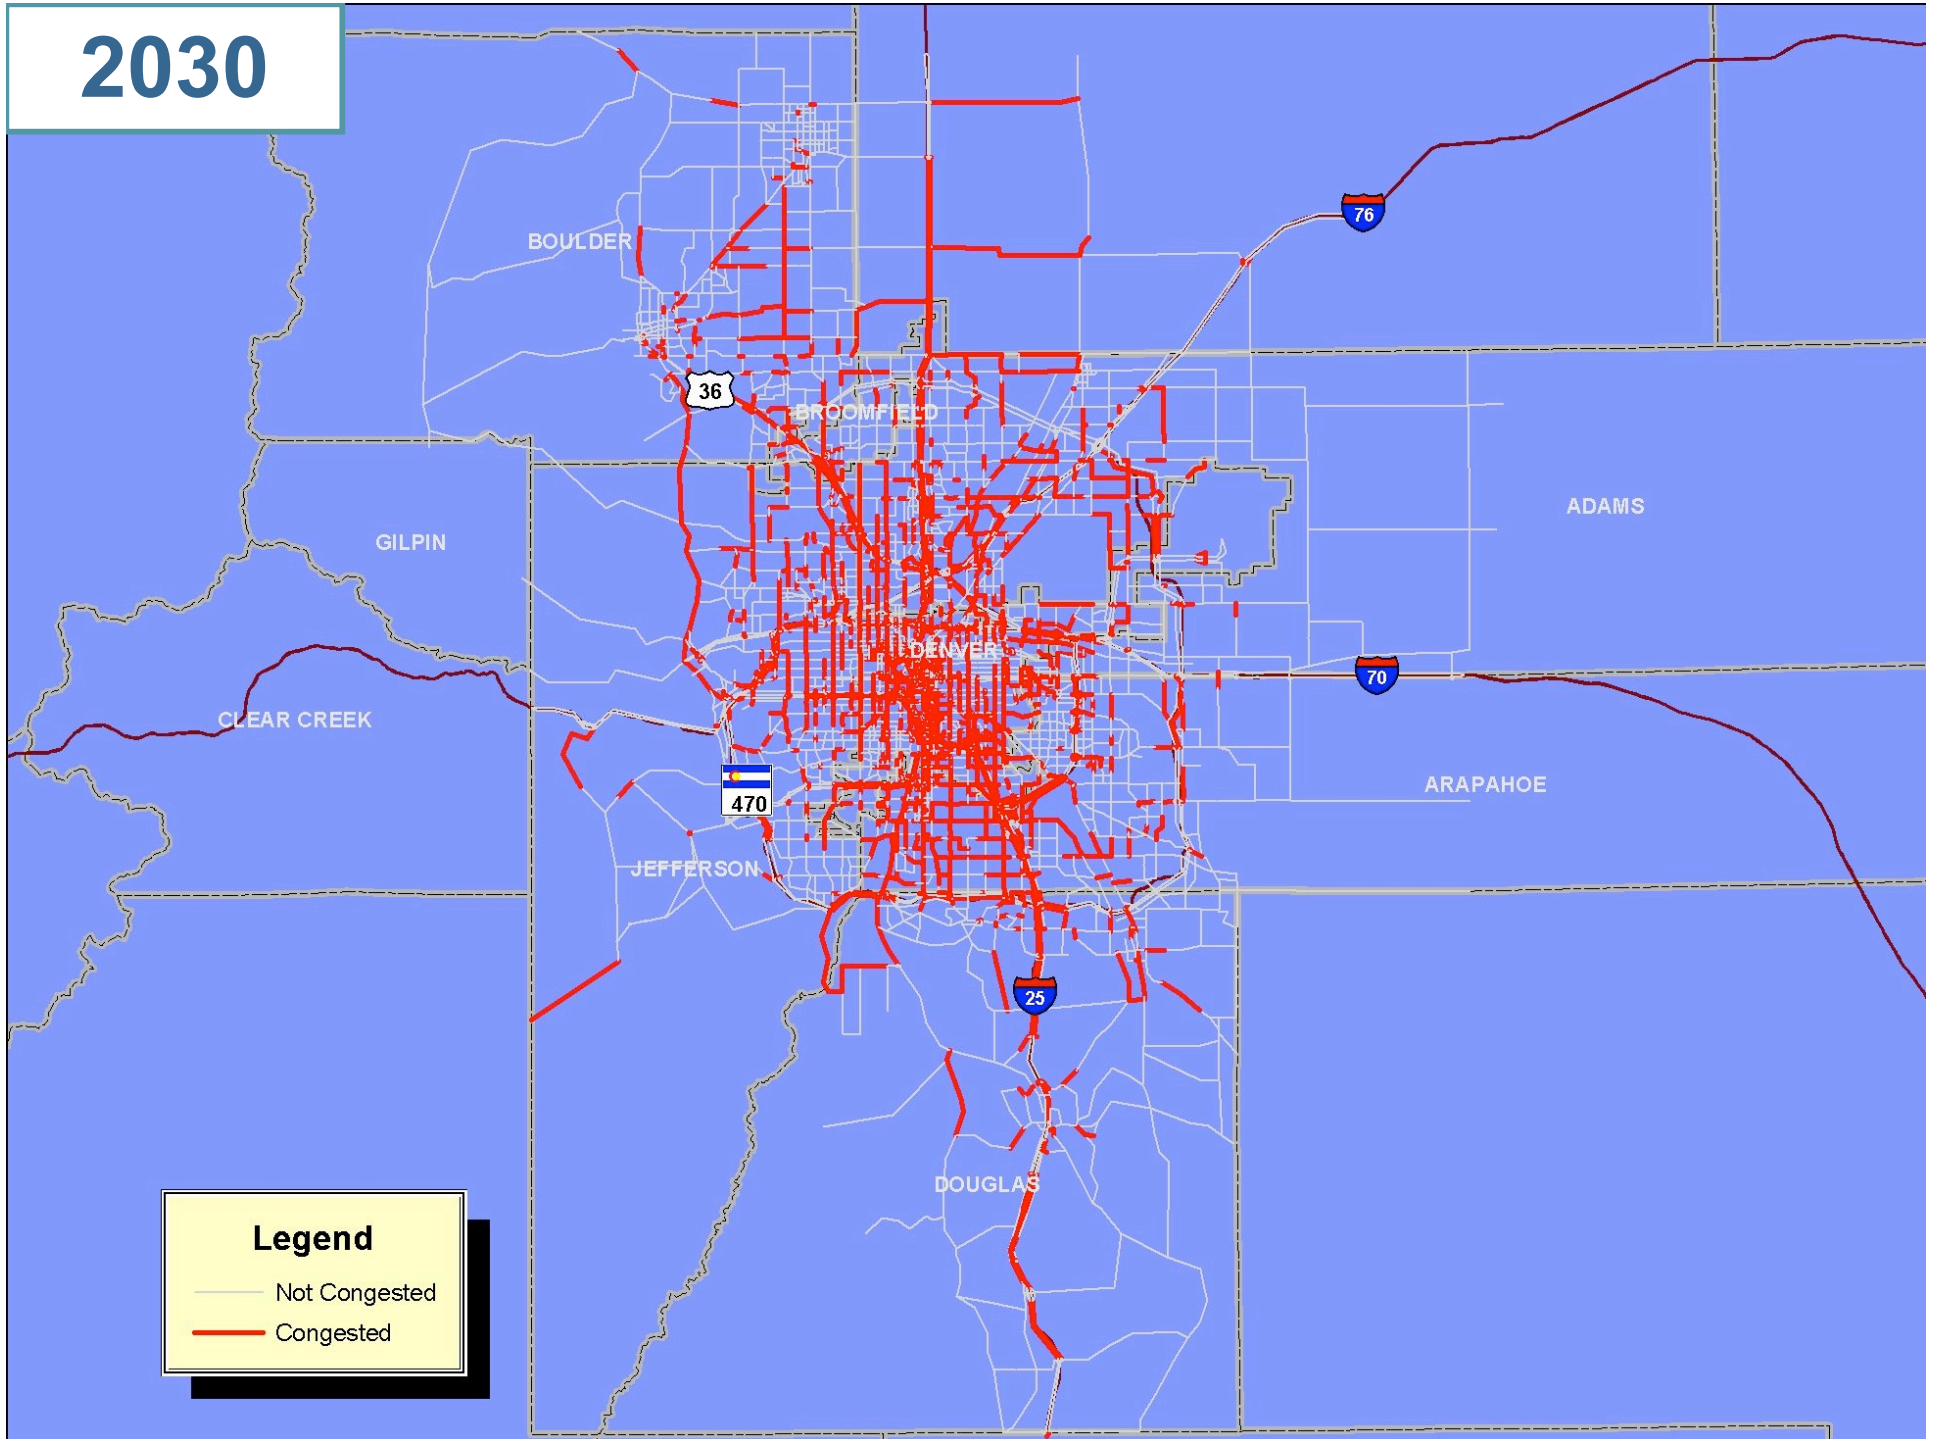 2030
76
BOULDER
36
BROOMFIELD
ADAMS
GILPIN
DENVER
70
CLEAR CREEK
ARAPAHOE
470
JEFFERSON
25
DOUGLAS
Legend
Not Congested
Congested